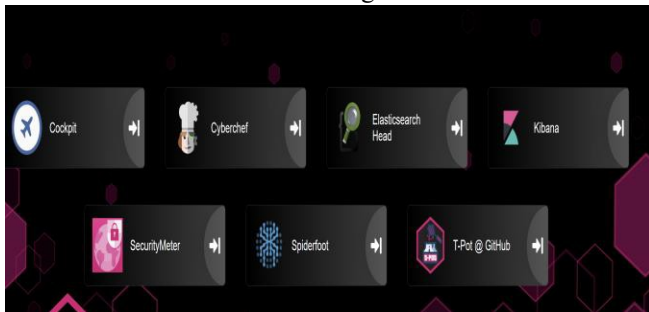 Cockpit
Cyberchef
Elasticsearch
Head
Kibana
SecurityMeter
Spiderfoot
T-Pot @ GitHub